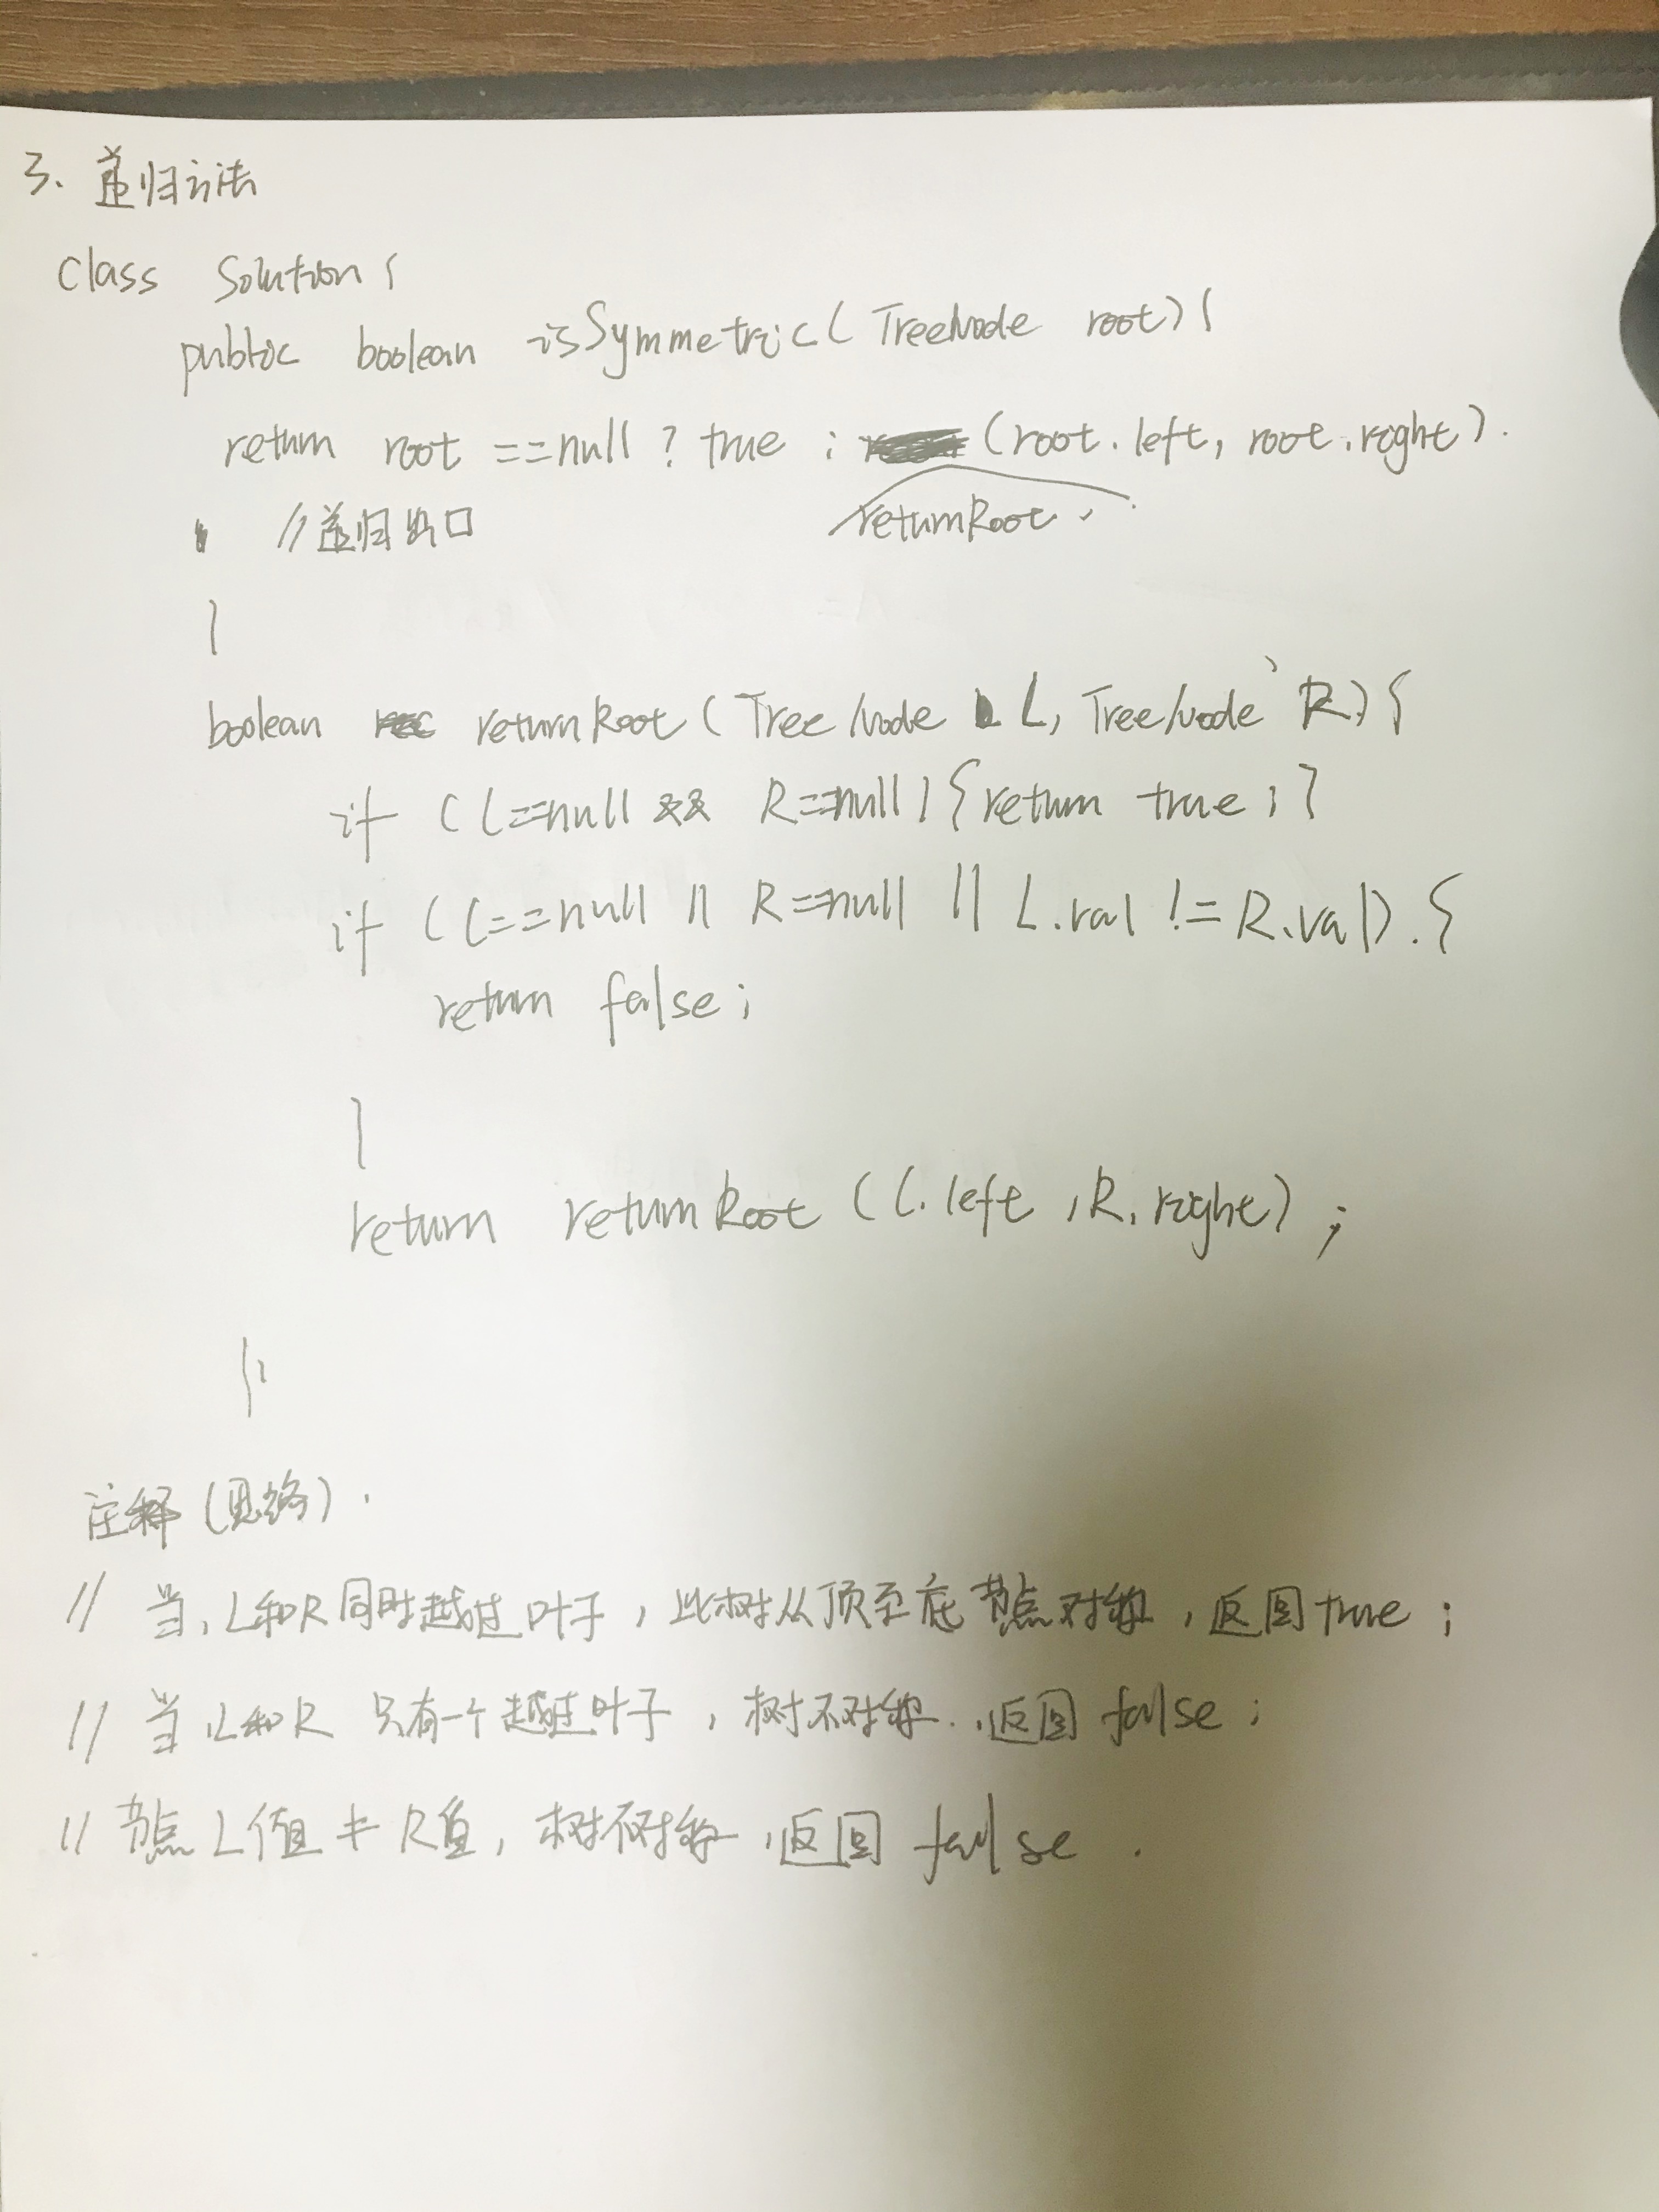 3. 递归方法
class Solution{
public boolean isSymmetric( TreeNode root){
return root ==null ? true : returnRoot (root.left, root.right).
//递归出口
}
boolean returnRoot ( TreeNode L, TreeNode R){
if (L==null && R==null){return true;}
if (L==null || R==null || L.val != R.val).{
return false;
}
return returnRoot (L.left , R.right);
}
注释(思路).
// 当L和R同时越过叶子, 此树从顶至底节点对称, 返回true;
// 当L和R 只有一个越过叶子, 树不对称, 返回 false;
// 节点L值≠R值, 树不对称, 返回 false.